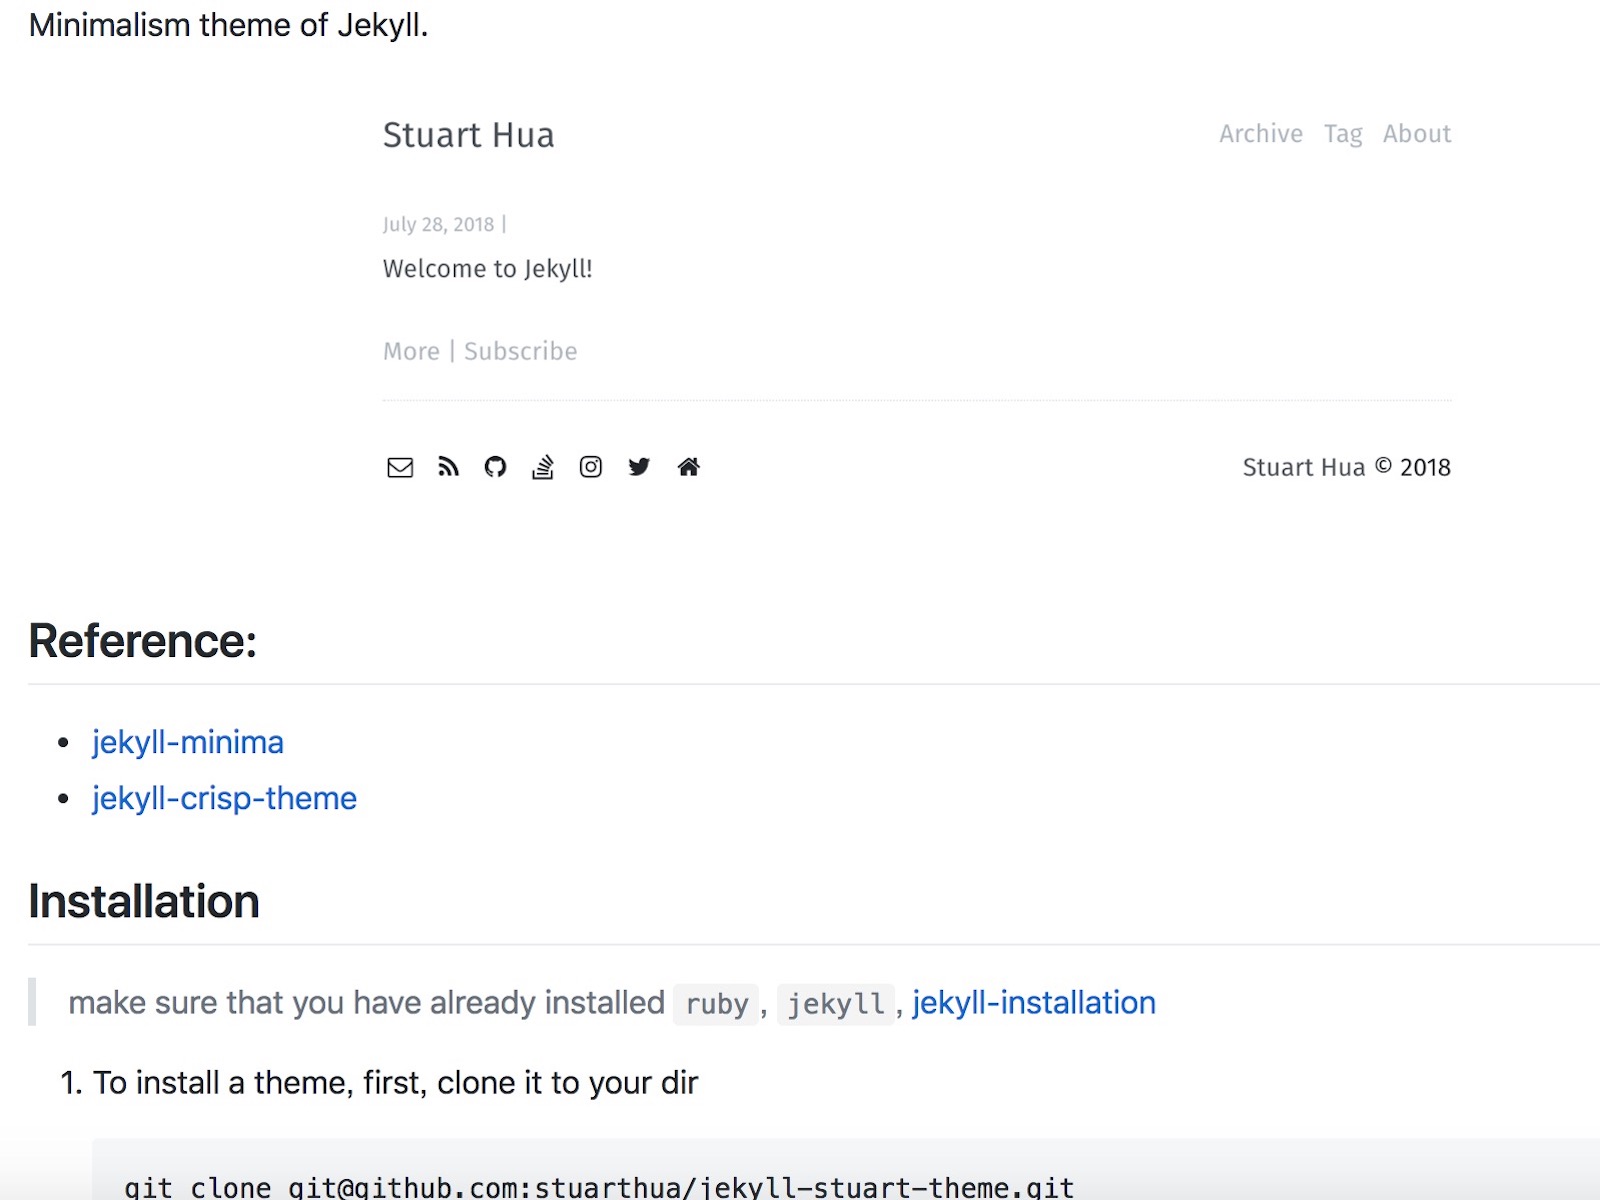 Minimalism theme of Jekyll.
Stuart Hua
Archive Tag About
July 28, 2018 |
Welcome to Jekyll!
More | Subscribe
Stuart Hua © 2018
Reference:
• jekyll-minima
• jekyll-crisp-theme
Installation
make sure that you have already installed ruby, jekyll, jekyll-installation
1. To install a theme, first, clone it to your dir
git clone git@github.com:stuarthua/jekyll-stuart-theme.git